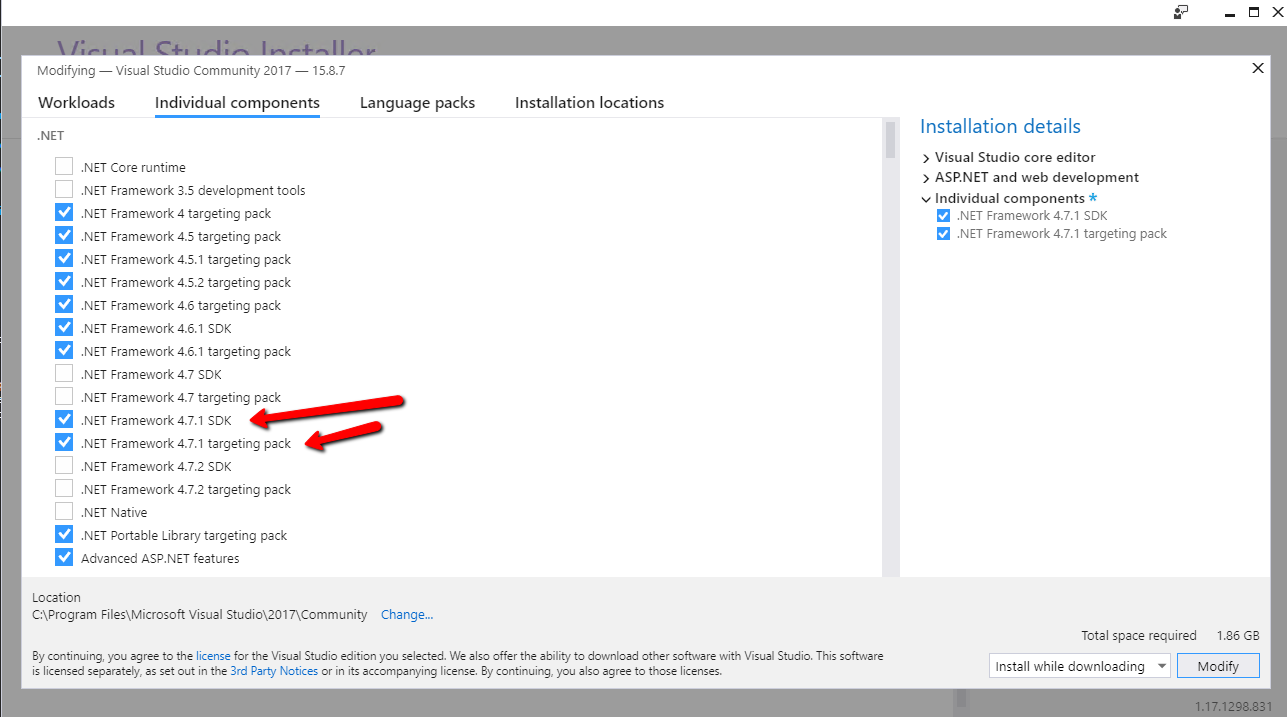 Visual Studio Installer
Modifying — Visual Studio Community 2017 — 15.8.7
Workloads
Individual components
Language packs
Installation locations
.NET
.NET Core runtime
.NET Framework 3.5 development tools
.NET Framework 4 targeting pack
.NET Framework 4.5 targeting pack
.NET Framework 4.5.1 targeting pack
.NET Framework 4.5.2 targeting pack
.NET Framework 4.6 targeting pack
.NET Framework 4.6.1 SDK
.NET Framework 4.6.1 targeting pack
.NET Framework 4.7 SDK
.NET Framework 4.7 targeting pack
.NET Framework 4.7.1 SDK
.NET Framework 4.7.1 targeting pack
.NET Framework 4.7.2 SDK
.NET Framework 4.7.2 targeting pack
.NET Native
.NET Portable Library targeting pack
Advanced ASP.NET features
Installation details
Visual Studio core editor
ASP.NET and web development
Individual components *
.NET Framework 4.7.1 SDK
.NET Framework 4.7.1 targeting pack
Location
C:\Program Files\Microsoft Visual Studio\2017\Community Change...
Total space required 1.86 GB
By continuing, you agree to the license for the Visual Studio edition you selected. We also offer the ability to download other software with Visual Studio. This software
is licensed separately, as set out in the 3rd Party Notices or in its accompanying license. By continuing, you also agree to those licenses.
Install while downloading
Modify
1.17.1298.831